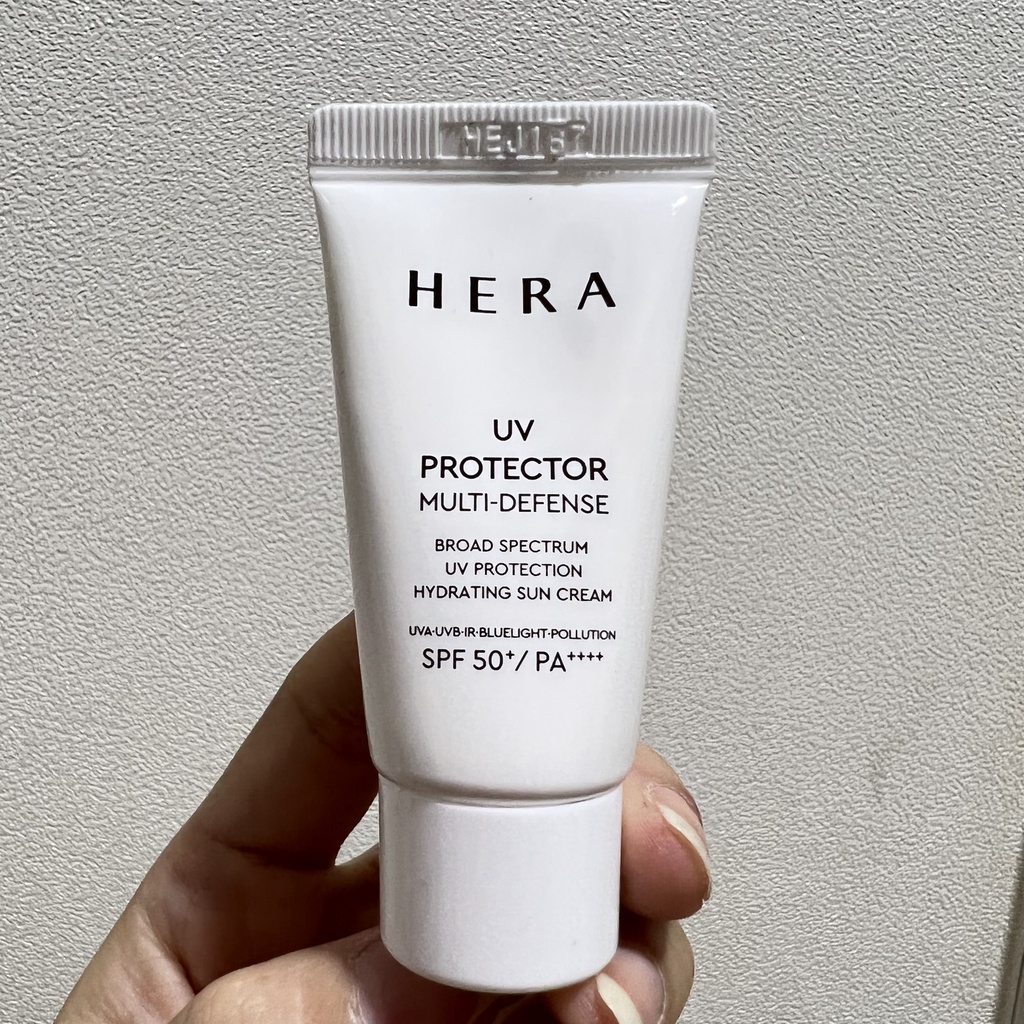 HERA
UV
PROTECTOR
MULTI-DEFENSE
BROAD SPECTRUM
UV PROTECTION
HYDRATING SUN CREAM
UVA·UVB·IR·BLUELIGHT·POLLUTION
SPF 50⁺/ PA⁺⁺⁺⁺